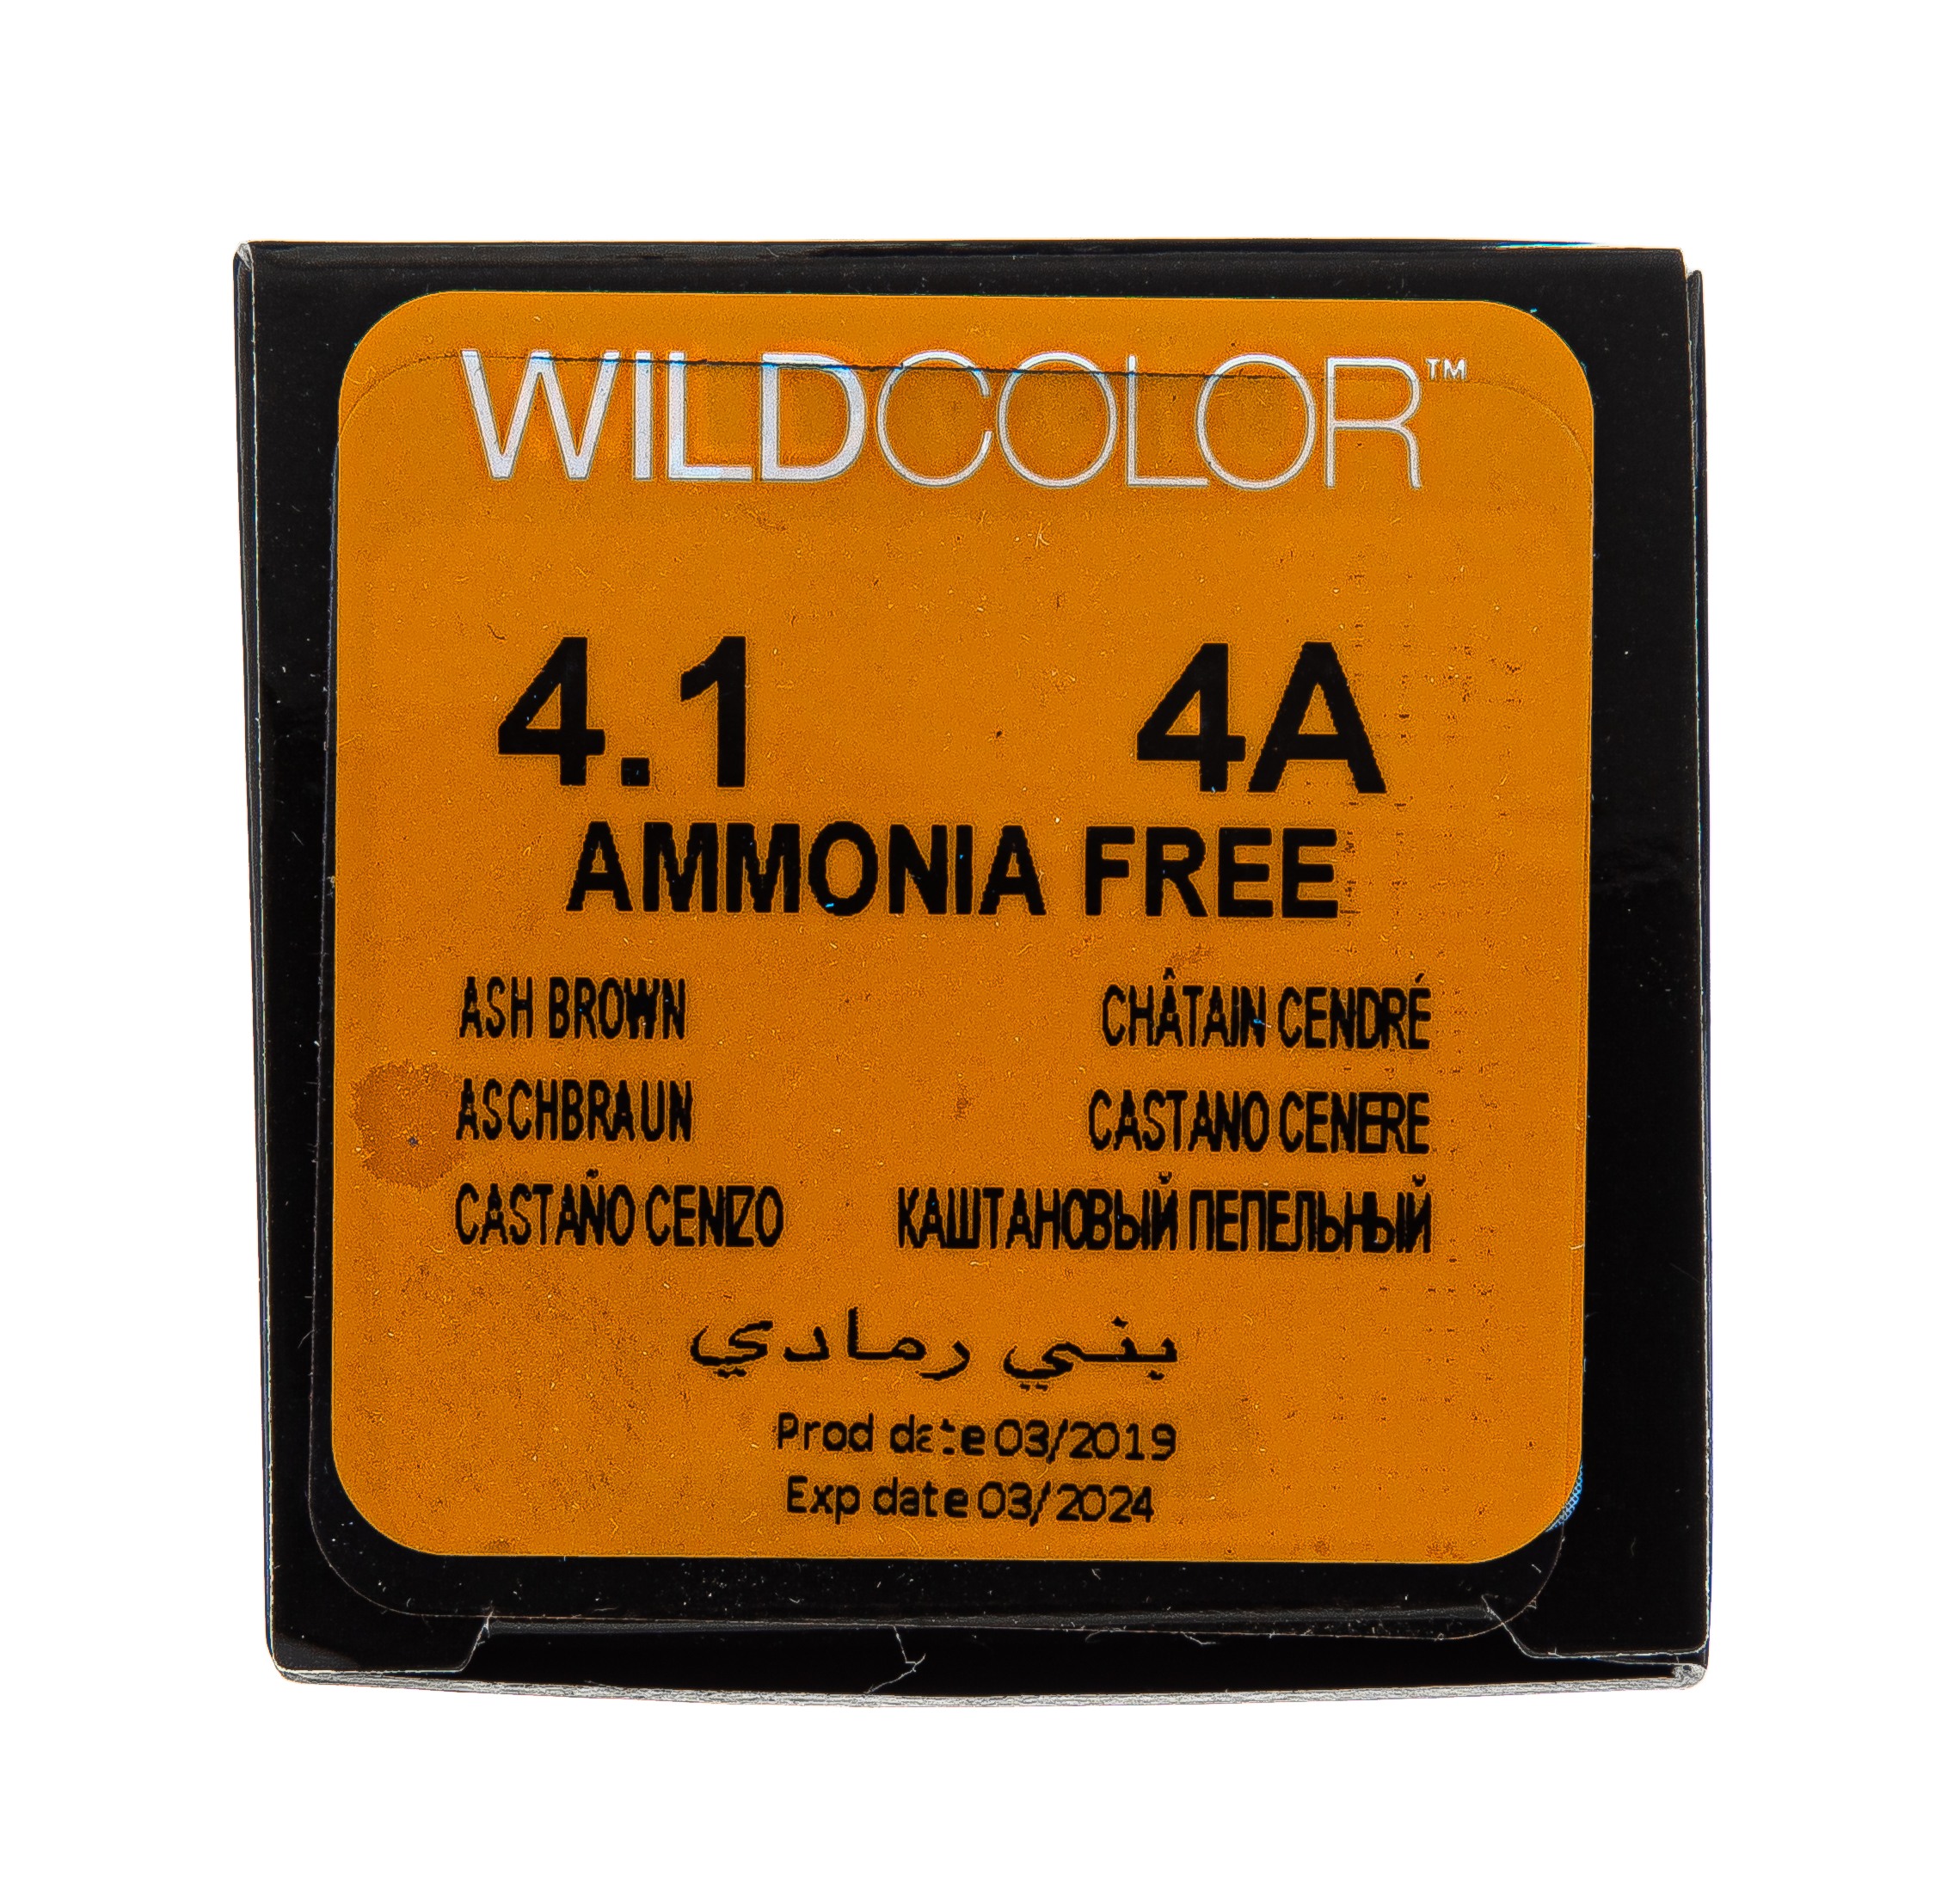 WILDCOLOR™
4.1 4A
AMMONIA FREE
ASH BROWN CHÂTAIN CENDRÉ
ASCHBRAUN CASTANO CENERE
CASTAÑO CENIZO КАШТАНОВЫЙ ПЕПЕЛЬНЫЙ
بني رمادي
Prod date 03/2019
Exp date 03/2024